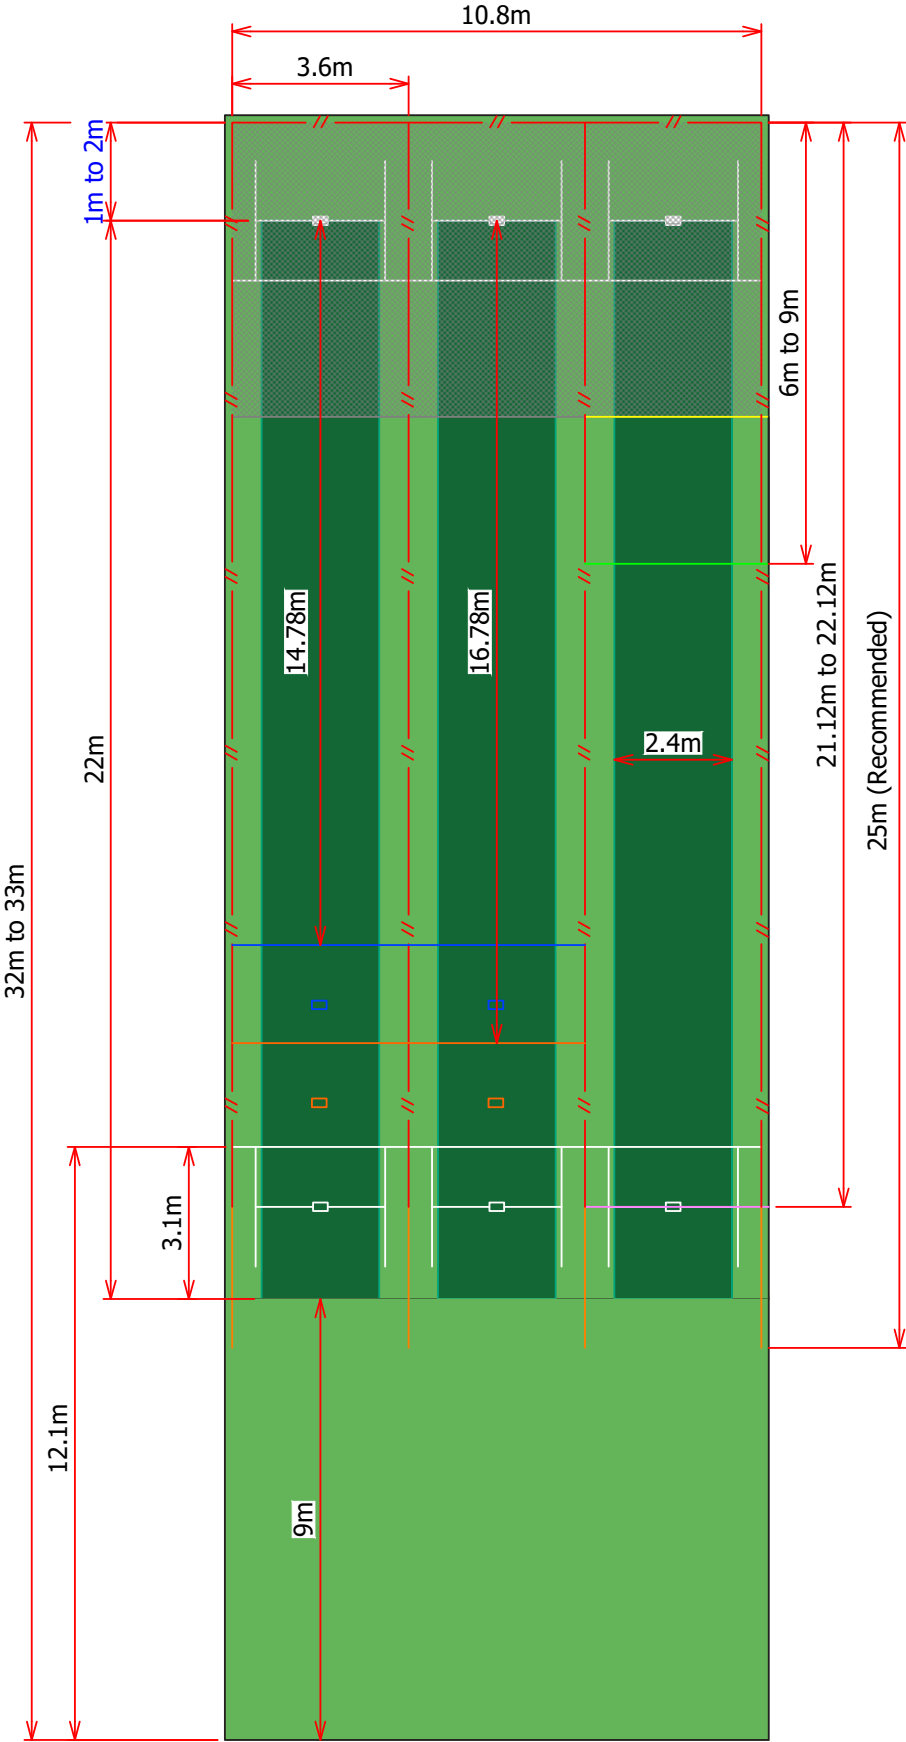 10.8m
3.6m
1m to 2m
6m to 9m
14.78m
16.78m
21.12m to 22.12m
25m (Recommended)
2.4m
22m
32m to 33m
3.1m
12.1m
9m